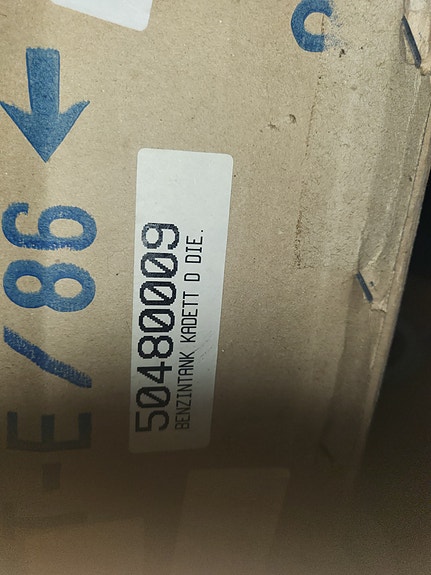 -E/86
50480009
BENZINTANK KADETT D DIE.